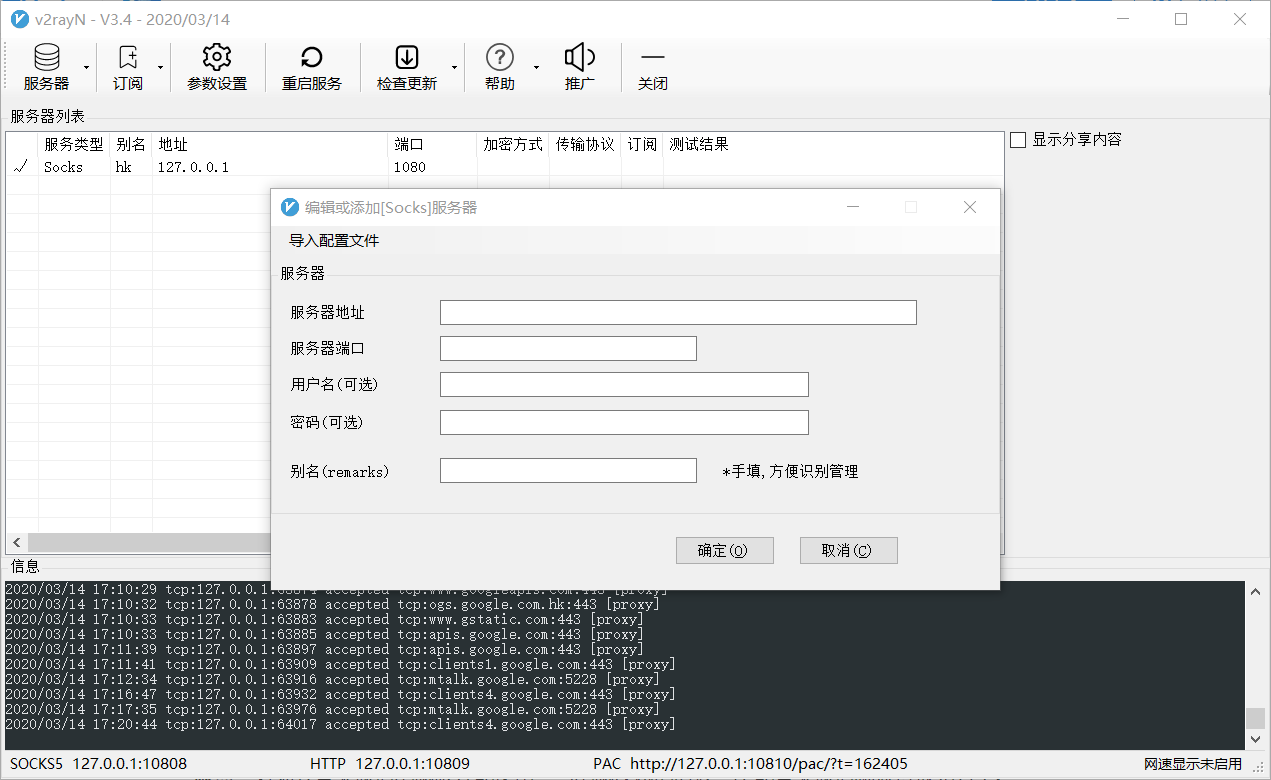 v2rayN - V3.4 - 2020/03/14
服务器 订阅 参数设置 重启服务 检查更新 帮助 推广 关闭
服务器列表
服务类型 别名 地址 端口 加密方式 传输协议 订阅 测试结果
显示分享内容
Socks hk 127.0.0.1 1080
编辑或添加[Socks]服务器
导入配置文件
服务器
服务器地址
服务器端口
用户名(可选)
密码(可选)
别名(remarks) *手填,方便识别管理
确定(O) 取消(C)
信息
2020/03/14 17:10:29 tcp:127.0.0.1:63874 accepted tcp:www.googleapis.com:443 [proxy]
2020/03/14 17:10:32 tcp:127.0.0.1:63878 accepted tcp:ogs.google.com.hk:443 [proxy]
2020/03/14 17:10:33 tcp:127.0.0.1:63883 accepted tcp:www.gstatic.com:443 [proxy]
2020/03/14 17:10:33 tcp:127.0.0.1:63885 accepted tcp:apis.google.com:443 [proxy]
2020/03/14 17:11:39 tcp:127.0.0.1:63897 accepted tcp:apis.google.com:443 [proxy]
2020/03/14 17:11:41 tcp:127.0.0.1:63909 accepted tcp:clients1.google.com:443 [proxy]
2020/03/14 17:12:34 tcp:127.0.0.1:63916 accepted tcp:mtalk.google.com:5228 [proxy]
2020/03/14 17:16:47 tcp:127.0.0.1:63932 accepted tcp:clients4.google.com:443 [proxy]
2020/03/14 17:17:35 tcp:127.0.0.1:63976 accepted tcp:mtalk.google.com:5228 [proxy]
2020/03/14 17:20:44 tcp:127.0.0.1:64017 accepted tcp:clients4.google.com:443 [proxy]
SOCKS5 127.0.0.1:10808 HTTP 127.0.0.1:10809 PAC http://127.0.0.1:10810/pac/?t=162405 网速显示未启用